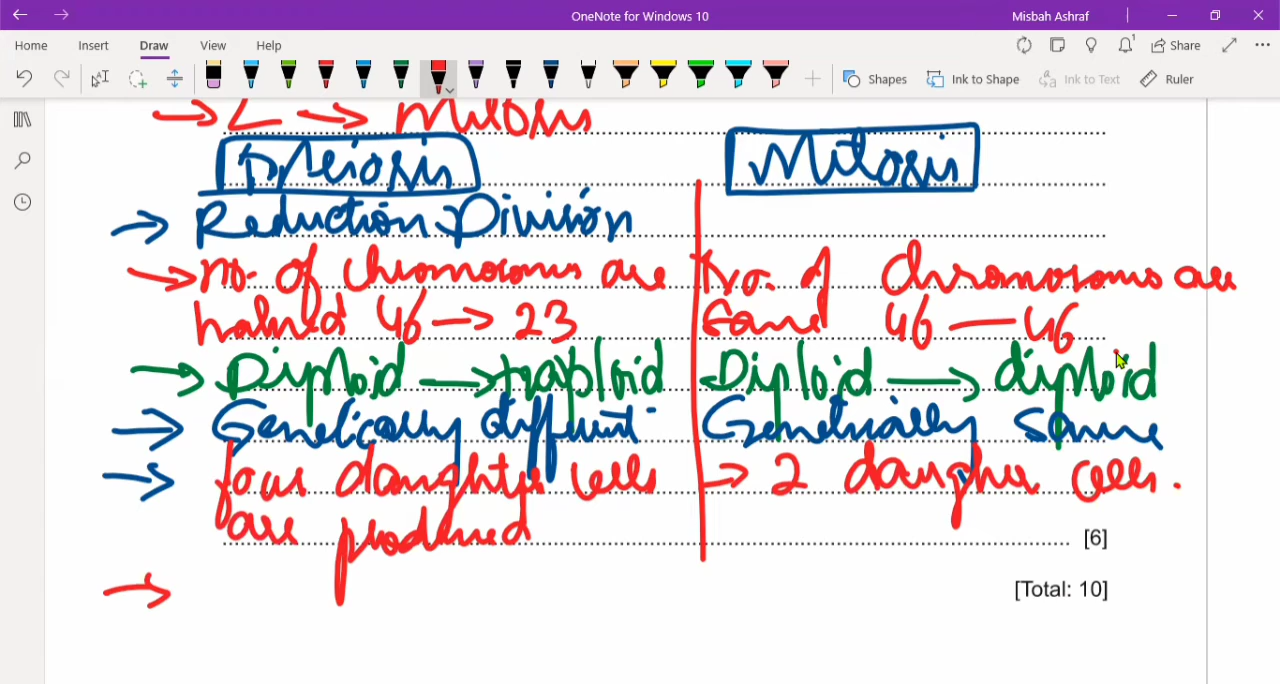 OneNote for Windows 10
Misbah Ashraf
Home Insert Draw View Help
Share
Shapes
Ink to Shape
Ink to Text
Ruler
→ L → Mitosis
Meiosis Mitosis
→ Reduction Division
→ no. of chromosoms are No. of Chromosoms are
halved 46 → 23 Same 46 — 46
→ Diploid → haploid Diploid → diploid
→ Genetically different Genetically Same
→ four daughter cells → 2 daughter cells.
are produced
[6]
→
[Total: 10]